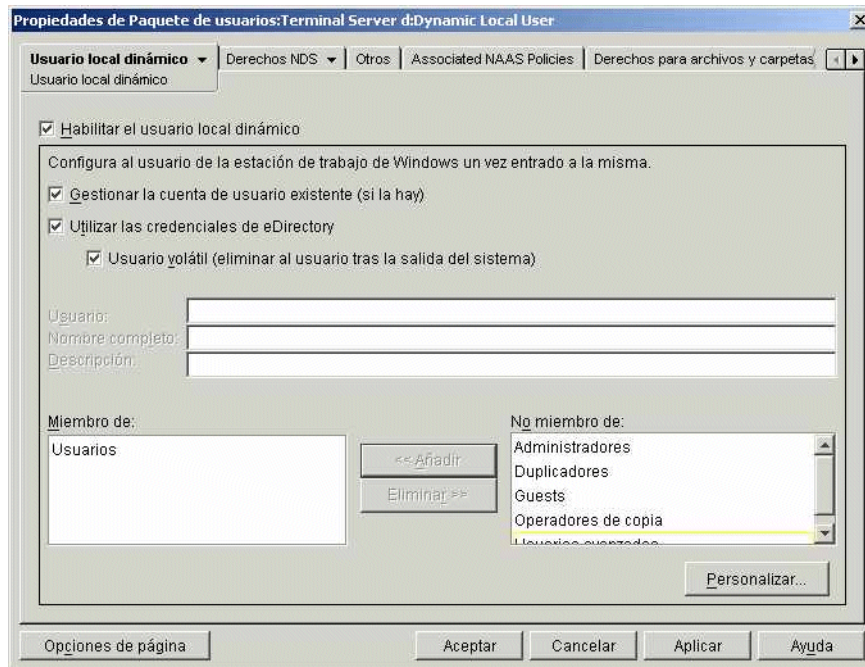 Propiedades de Paquete de usuarios:Terminal Server d:Dynamic Local User
Usuario local dinámico Derechos NDS Otros Associated NAAS Policies Derechos para archivos y carpetas
Usuario local dinámico
Habilitar el usuario local dinámico
Configura al usuario de la estación de trabajo de Windows un vez entrado a la misma.
Gestionar la cuenta de usuario existente (si la hay)
Utilizar las credenciales de eDirectory
Usuario volátil (eliminar al usuario tras la salida del sistema)
Usuario:
Nombre completo:
Descripción:
Miembro de:
Usuarios
<< Añadir
Eliminar >>
No miembro de:
Administradores
Duplicadores
Guests
Operadores de copia
Usuarios avanzados
Personalizar...
Opciones de página Aceptar Cancelar Aplicar Ayuda